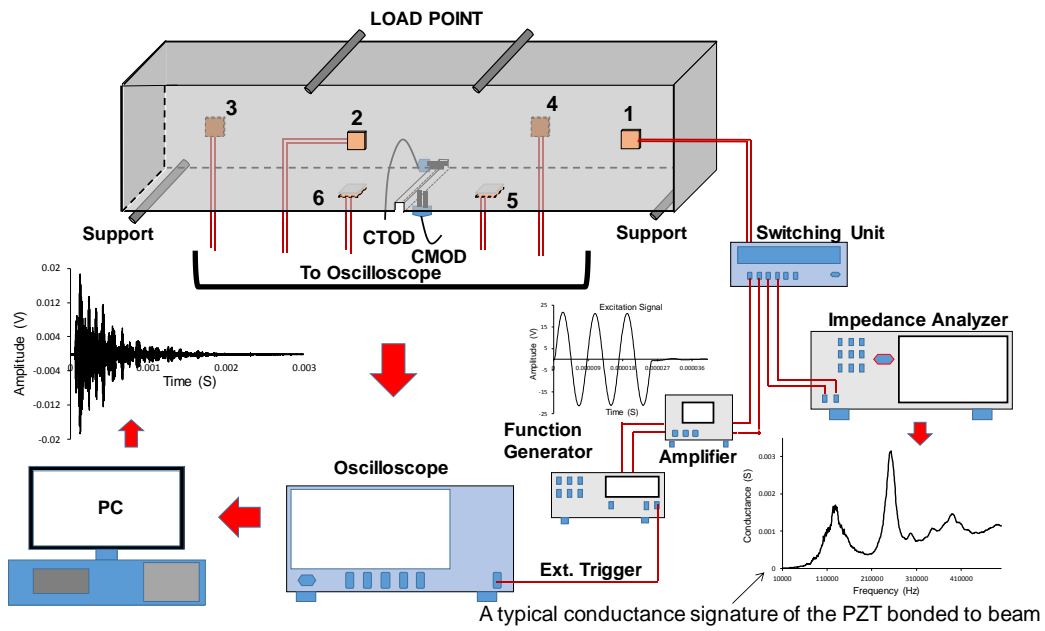 LOAD POINT
3
2
4
1
6
5
Support
CTOD
CMOD
Support
Switching Unit
To Oscilloscope
0.02
0.012
0.004
-0.004
-0.012
-0.02
0
0.001
0.002
0.003
Amplitude (V)
Time (S)
Excitation Signal
25
15
5
-5
-15
-25
0
0.000009
0.000018
0.000027
0.000036
Amplitude (V)
Time (S)
Impedance Analyzer
Function
Generator
Amplifier
Oscilloscope
PC
Ext. Trigger
0.003
0.002
0.001
0
Conductance (S)
10000
110000
210000
310000
410000
Frequency (Hz)
A typical conductance signature of the PZT bonded to beam